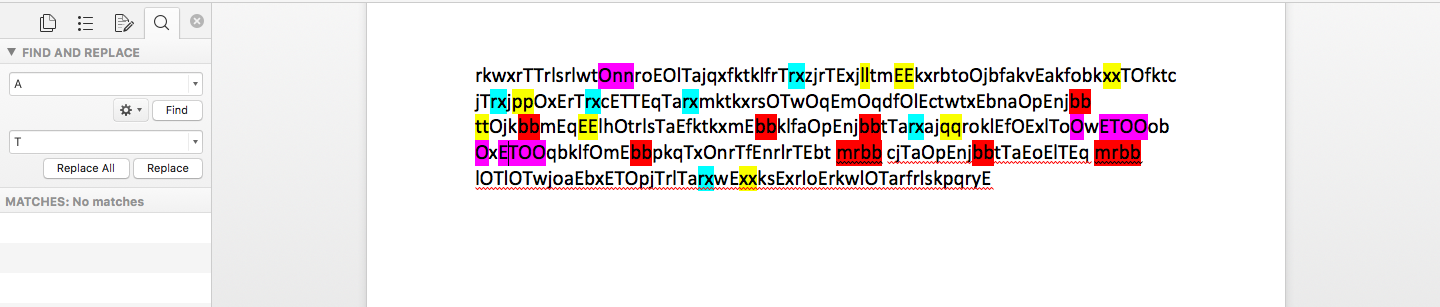 FIND AND REPLACE
A
Find
T
Replace All
Replace
MATCHES: No matches
rkwxrTTrlsrlwtOnnroEOlTajqxfktklfrTrxzjrTExjlltmEEkxrbtoOjbfakvEakfobkxxTOfktc
jTrxjppOxErTrxcETTEqTarxmktkxrsOTwOqEmOqdfOlEctwtxEbnaOpEnjbb
ttOjkbbmEqEElhOtrlsTaEfktkxmEbbklfaOpEnjbbtTarxajqqroklEfOExlToOwETOOob
OxETOOqbklfOmEbbpkqTxOnrTfEnrlrTEbt mrbb cjTaOpEnjbbtTaEoElTEq mrbb
lOTlOTwjoaEbxETOpjTrlTarxwExxksExrloErkwlOTarfrlskpqryE